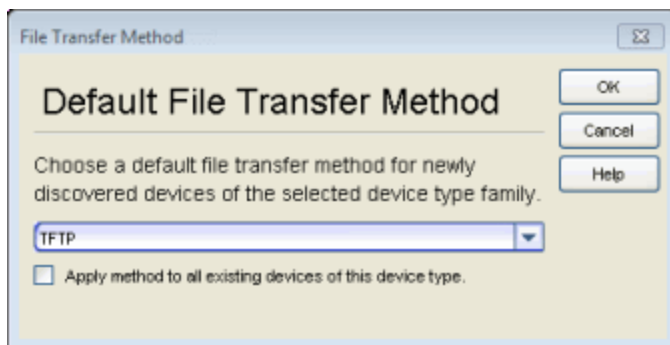 File Transfer Method
Default File Transfer Method
OK
Cancel
Help
Choose a default file transfer method for newly
discovered devices of the selected device type family.
TFTP
Apply method to all existing devices of this device type.